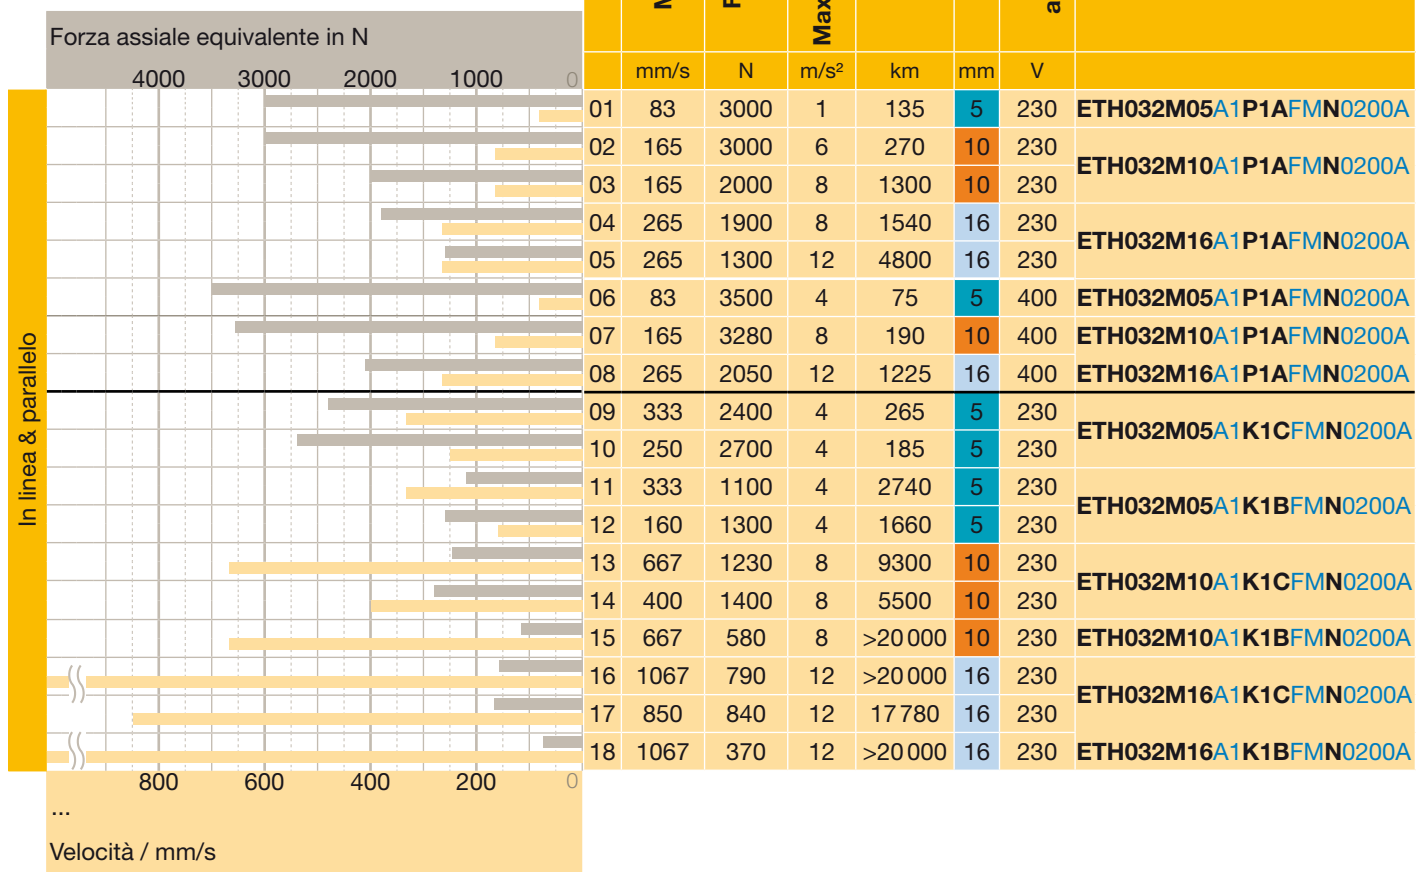 Max
Forza assiale equivalente in N
4000 3000 2000 1000 0
mm/s N m/s² km mm V
In linea & parallelo
01 83 3000 1 135 5 230 ETH032M05A1P1AFMN0200A
02 165 3000 6 270 10 230
ETH032M10A1P1AFMN0200A
03 165 2000 8 1300 10 230
04 265 1900 8 1540 16 230
ETH032M16A1P1AFMN0200A
05 265 1300 12 4800 16 230
06 83 3500 4 75 5 400 ETH032M05A1P1AFMN0200A
07 165 3280 8 190 10 400 ETH032M10A1P1AFMN0200A
08 265 2050 12 1225 16 400 ETH032M16A1P1AFMN0200A
09 333 2400 4 265 5 230
ETH032M05A1K1CFMN0200A
10 250 2700 4 185 5 230
11 333 1100 4 2740 5 230
ETH032M05A1K1BFMN0200A
12 160 1300 4 1660 5 230
13 667 1230 8 9300 10 230
ETH032M10A1K1CFMN0200A
14 400 1400 8 5500 10 230
15 667 580 8 >20 000 10 230 ETH032M10A1K1BFMN0200A
16 1067 790 12 >20 000 16 230
ETH032M16A1K1CFMN0200A
17 850 840 12 17 780 16 230
18 1067 370 12 >20 000 16 230 ETH032M16A1K1BFMN0200A
800 600 400 200 0
...
Velocità / mm/s